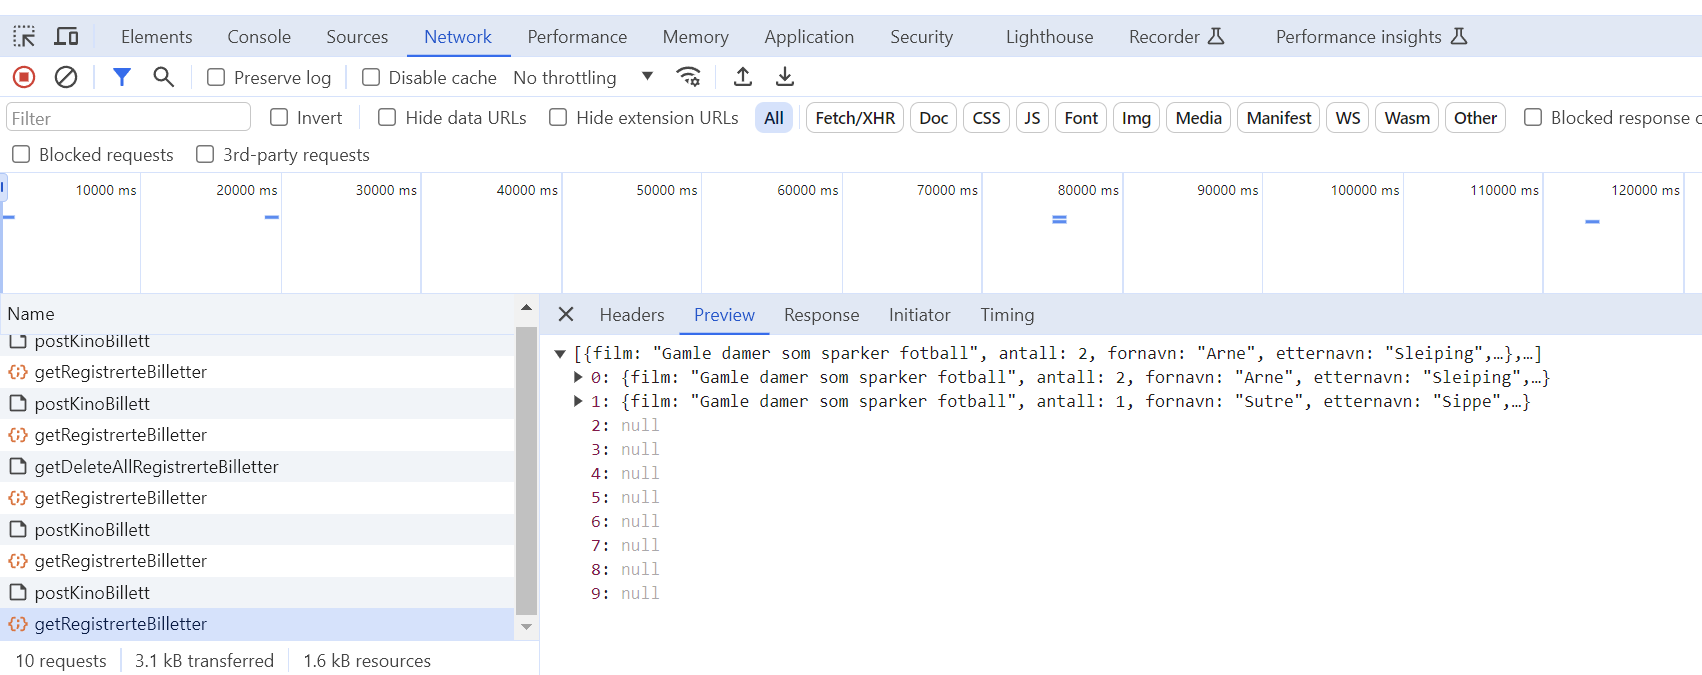 Elements Console Sources Network Performance Memory Application Security Lighthouse Recorder Performance insights
Preserve log Disable cache No throttling
Filter Invert Hide data URLs Hide extension URLs All Fetch/XHR Doc CSS JS Font Img Media Manifest WS Wasm Other Blocked response c
Blocked requests 3rd-party requests
10000 ms 20000 ms 30000 ms 40000 ms 50000 ms 60000 ms 70000 ms 80000 ms 90000 ms 100000 ms 110000 ms 120000 ms
Name
postKinoBillett
getRegistrerteBilletter
postKinoBillett
getRegistrerteBilletter
getDeleteAllRegistrerteBilletter
getRegistrerteBilletter
postKinoBillett
getRegistrerteBilletter
postKinoBillett
getRegistrerteBilletter
10 requests 3.1 kB transferred 1.6 kB resources
Headers Preview Response Initiator Timing
[{film: "Gamle damer som sparker fotball", antall: 2, fornavn: "Arne", etternavn: "Sleiping",…},…]
0: {film: "Gamle damer som sparker fotball", antall: 2, fornavn: "Arne", etternavn: "Sleiping",…}
1: {film: "Gamle damer som sparker fotball", antall: 1, fornavn: "Sutre", etternavn: "Sippe",…}
2: null
3: null
4: null
5: null
6: null
7: null
8: null
9: null